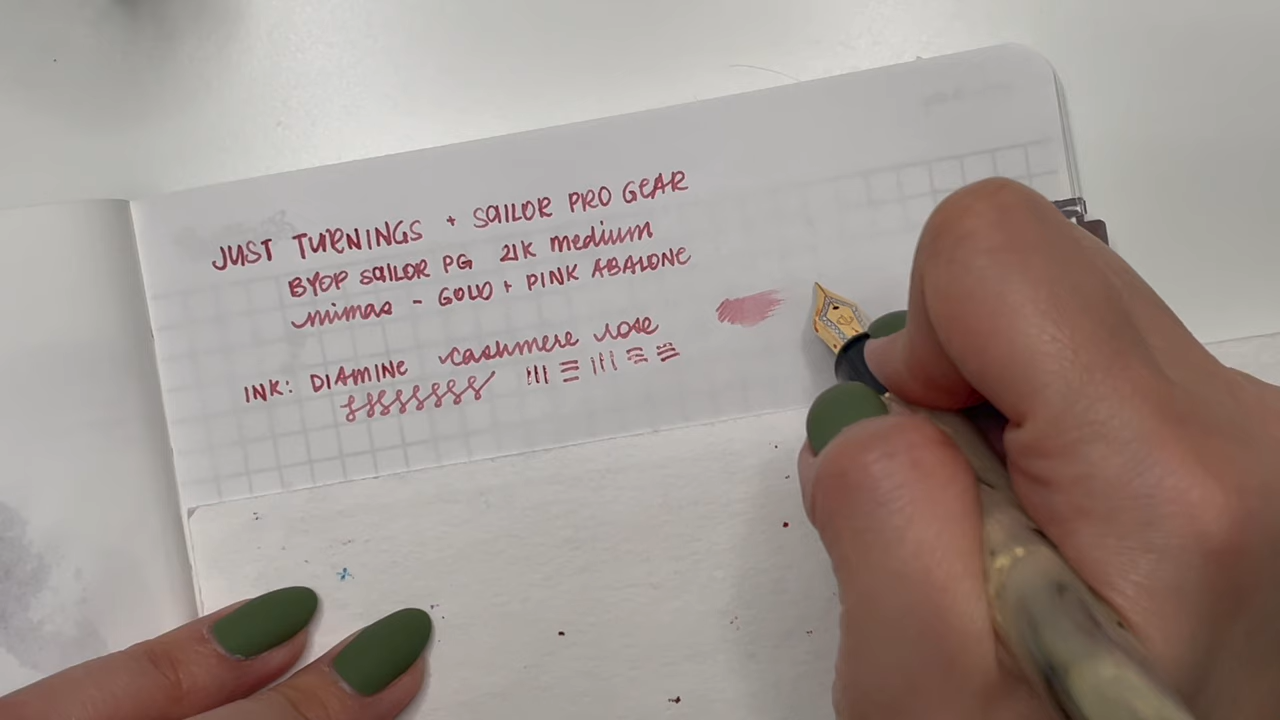 JUST TURNINGS + SAILOR PRO GEAR
BYOP SAILOR PG 21K medium
mimas - GOLD + PINK ABALONE
INK: DIAMINE cashmere rose